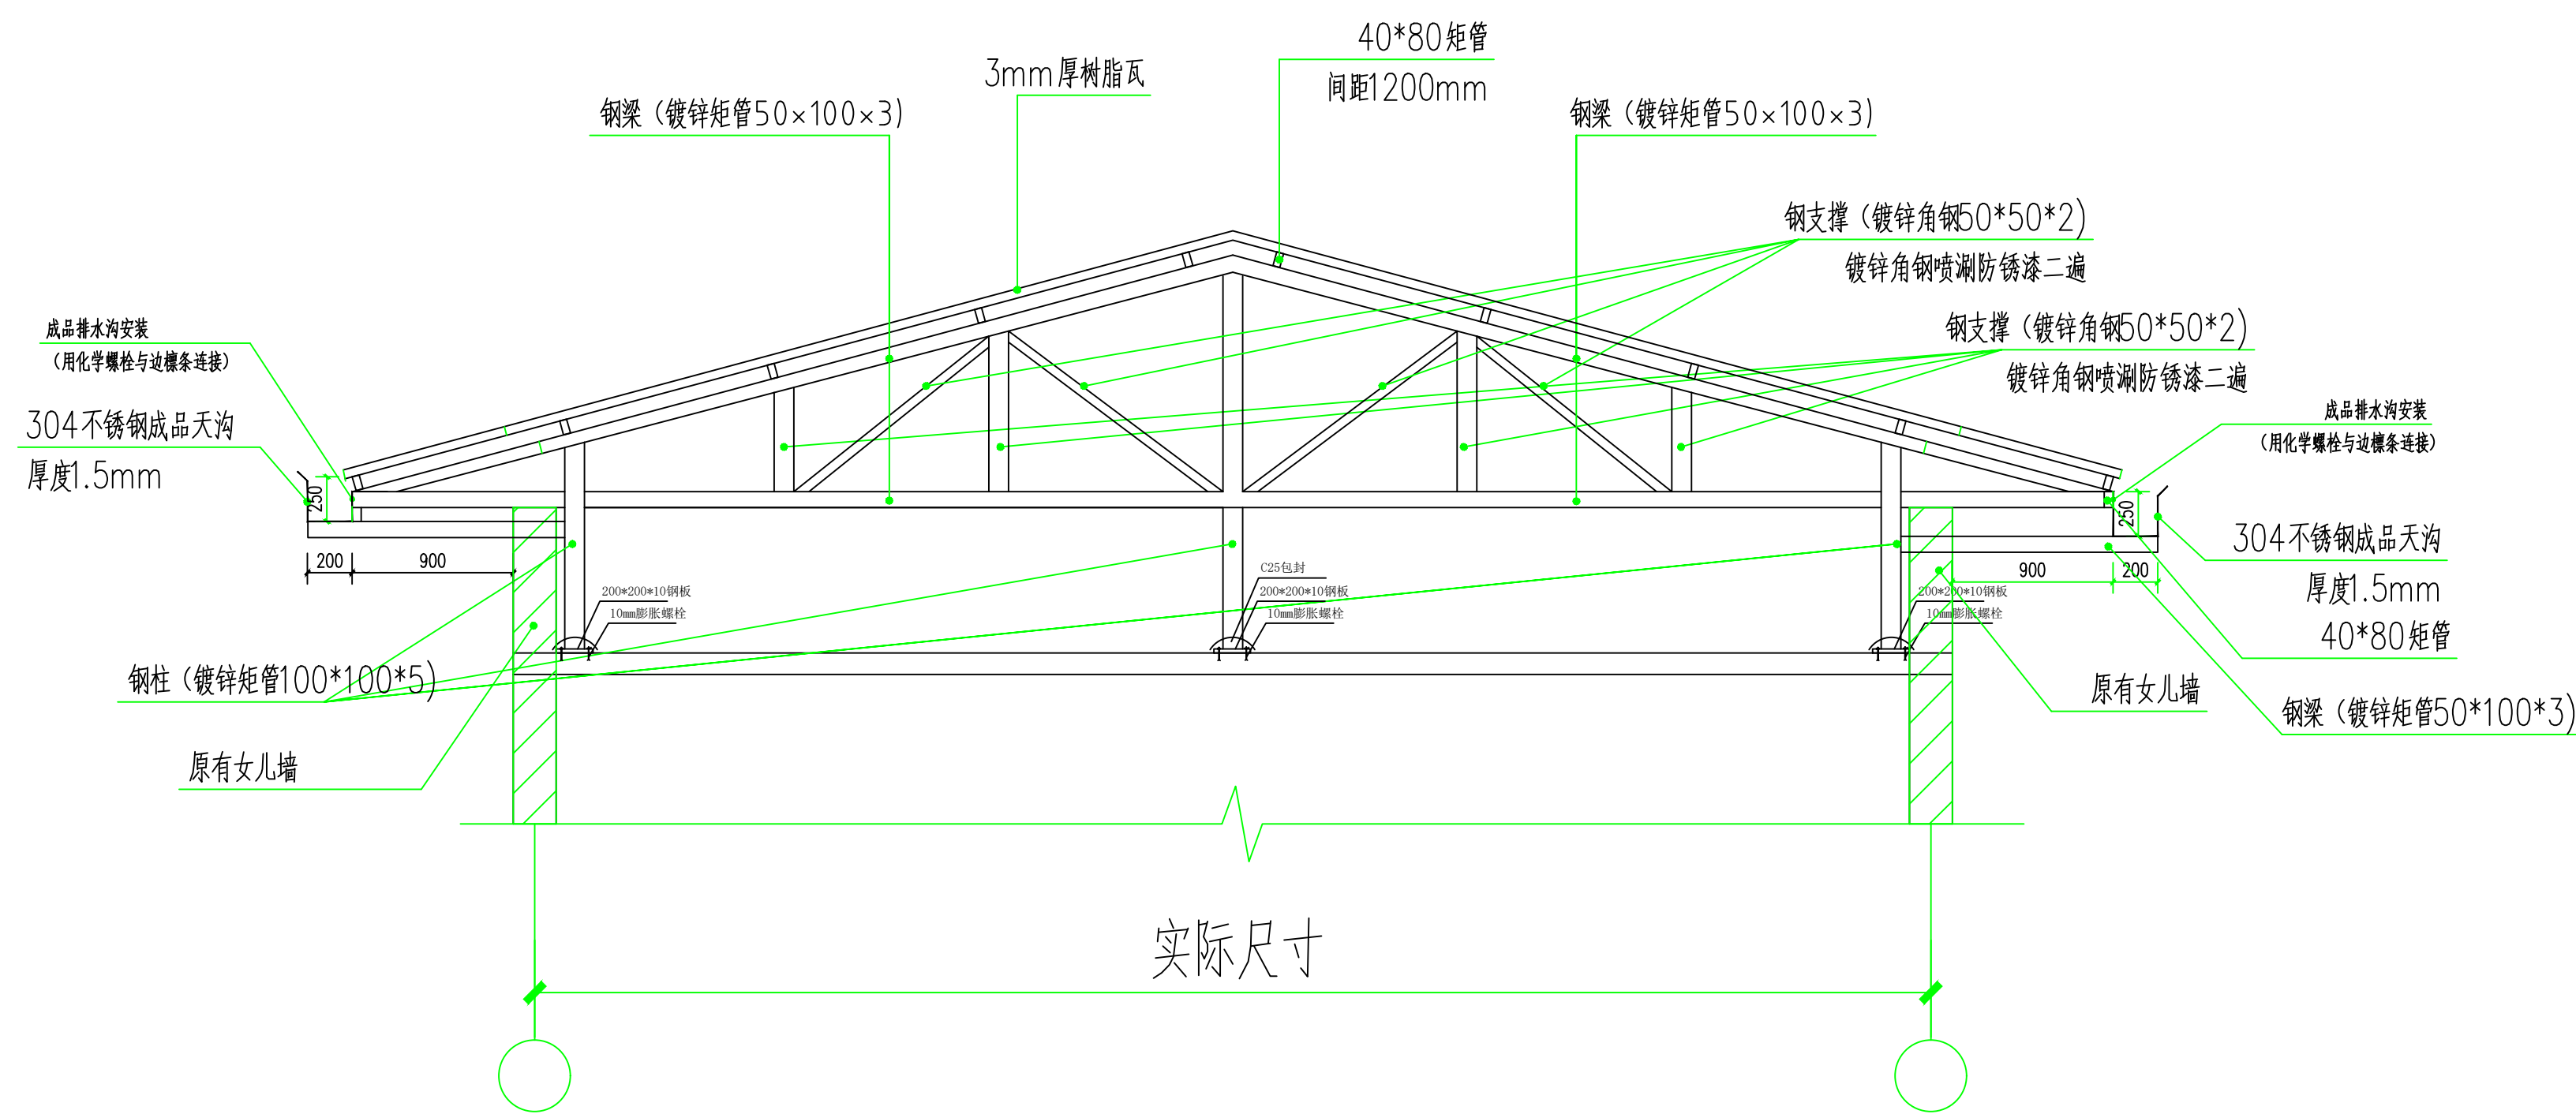 40*80矩管
间距1200mm
3mm厚树脂瓦
钢梁（镀锌矩管50×100×3）
钢梁（镀锌矩管50×100×3）
钢支撑（镀锌角钢50*50*2）
镀锌角钢喷涮防锈漆二遍
钢支撑（镀锌角钢50*50*2）
镀锌角钢喷涮防锈漆二遍
成品排水沟安装
（用化学螺栓与边檩条连接）
304不锈钢成品天沟
厚度1.5mm
成品排水沟安装
（用化学螺栓与边檩条连接）
250
250
200
900
900
200
304不锈钢成品天沟
厚度1.5mm
40*80矩管
C25包封
200*200*10钢板
10mm膨胀螺栓
200*200*10钢板
10mm膨胀螺栓
200*200*10钢板
10mm膨胀螺栓
钢柱（镀锌矩管100*100*5）
原有女儿墙
原有女儿墙
钢梁（镀锌矩管50*100*3）
实际尺寸